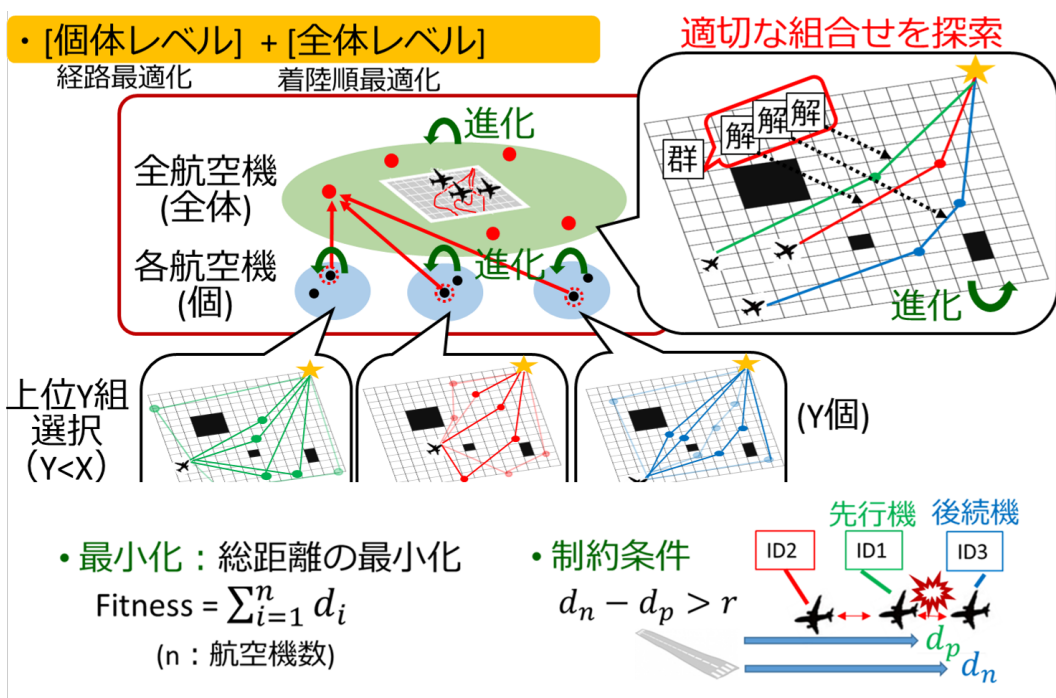 ・[個体レベル] + [全体レベル]
経路最適化
着陸順最適化
適切な組合せを探索
進化
全航空機
(全体)
各航空機
(個)
進化
群
解
解
解
進化
上位Y組
選択
（Y<X）
(Y個)
• 最小化：総距離の最小化
Fitness = \sum_{i=1}^{n} d_i
(n：航空機数)
• 制約条件
d_n − d_p > r
先行機
後続機
ID2
ID1
ID3
d_p
d_n